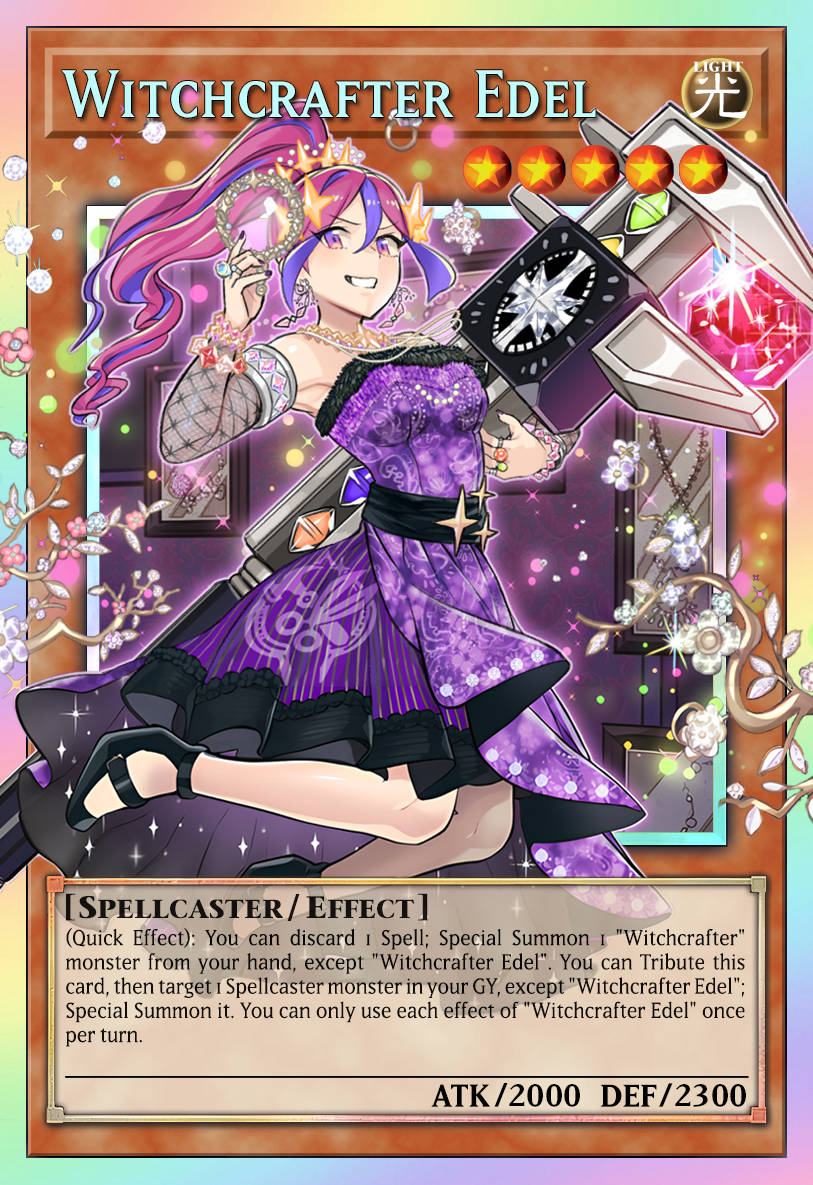 Witchcrafter Edel
LIGHT
光
[Spellcaster/Effect]
(Quick Effect): You can discard 1 Spell; Special Summon 1 "Witchcrafter"
monster from your hand, except "Witchcrafter Edel". You can Tribute this
card, then target 1 Spellcaster monster in your GY, except "Witchcrafter Edel";
Special Summon it. You can only use each effect of "Witchcrafter Edel" once
per turn.
ATK/2000 DEF/2300